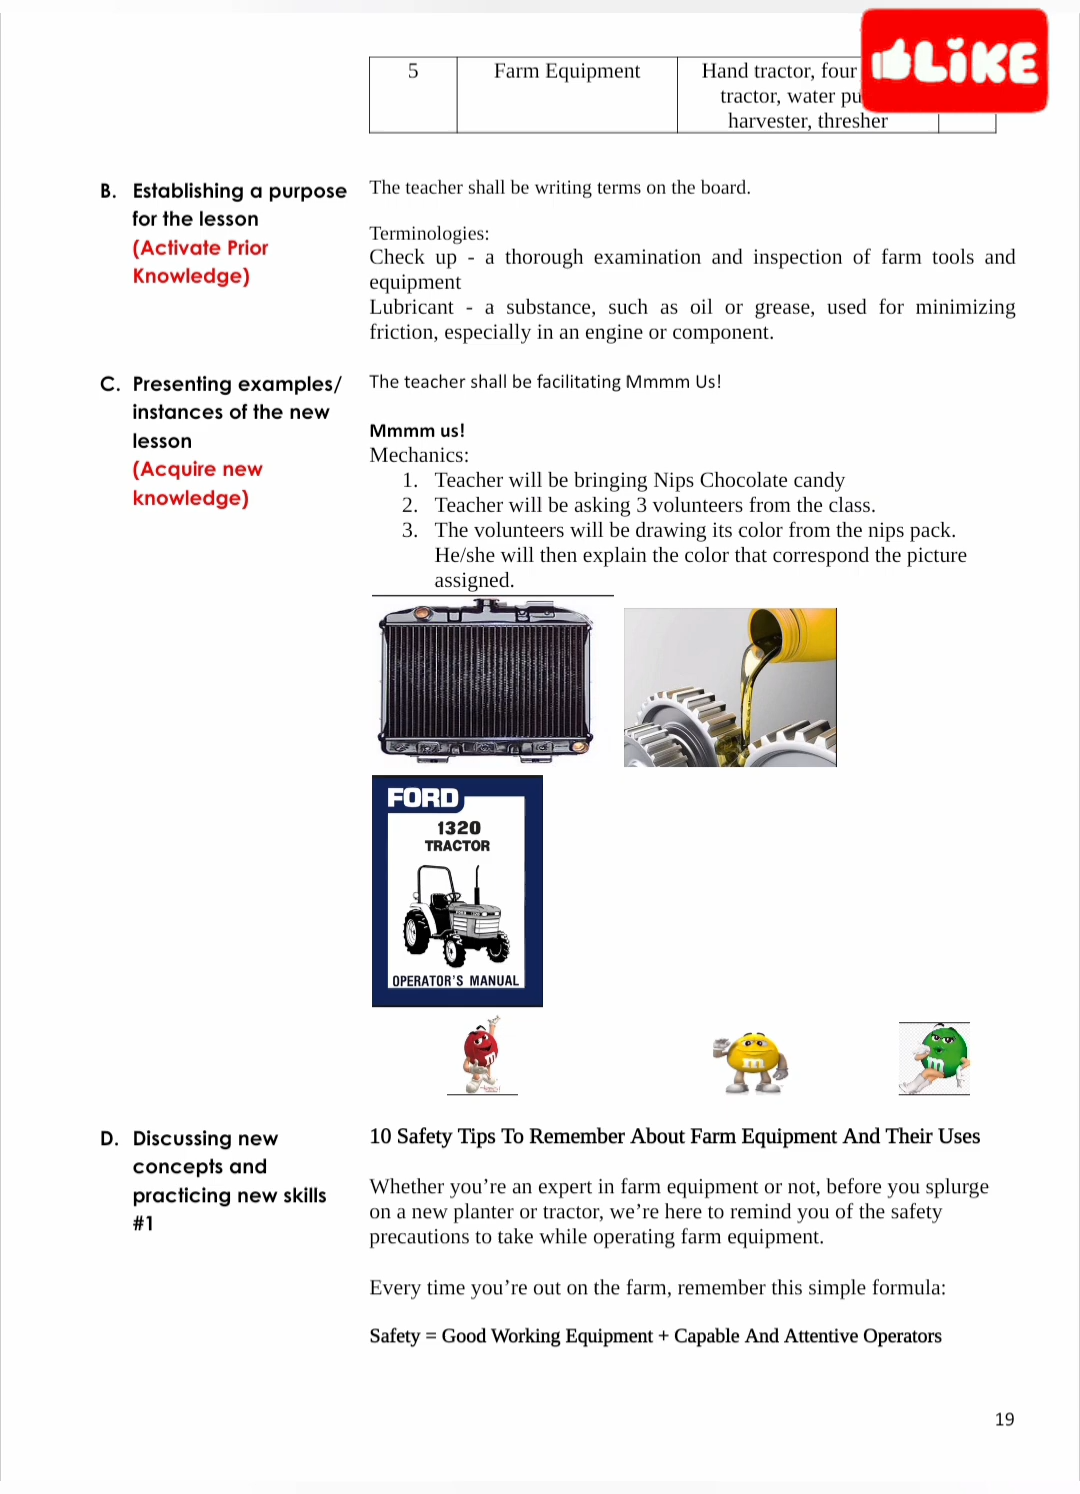 LiKE
5 Farm Equipment Hand tractor, four
tractor, water
harvester, thresher
B. Establishing a purpose
for the lesson
(Activate Prior
Knowledge)
The teacher shall be writing terms on the board.
Terminologies:
Check up - a thorough examination and inspection of farm tools and
equipment
Lubricant - a substance, such as oil or grease, used for minimizing
friction, especially in an engine or component.
C. Presenting examples/
instances of the new
lesson
(Acquire new
knowledge)
The teacher shall be facilitating Mmmm Us!
Mmmm us!
Mechanics:
1. Teacher will be bringing Nips Chocolate candy
2. Teacher will be asking 3 volunteers from the class.
3. The volunteers will be drawing its color from the nips pack.
He/she will then explain the color that correspond the picture
assigned.
FORD
1320
TRACTOR
OPERATOR'S MANUAL
m
m
m
D. Discussing new
concepts and
practicing new skills
#1
10 Safety Tips To Remember About Farm Equipment And Their Uses
Whether you’re an expert in farm equipment or not, before you splurge
on a new planter or tractor, we’re here to remind you of the safety
precautions to take while operating farm equipment.
Every time you’re out on the farm, remember this simple formula:
Safety = Good Working Equipment + Capable And Attentive Operators
19